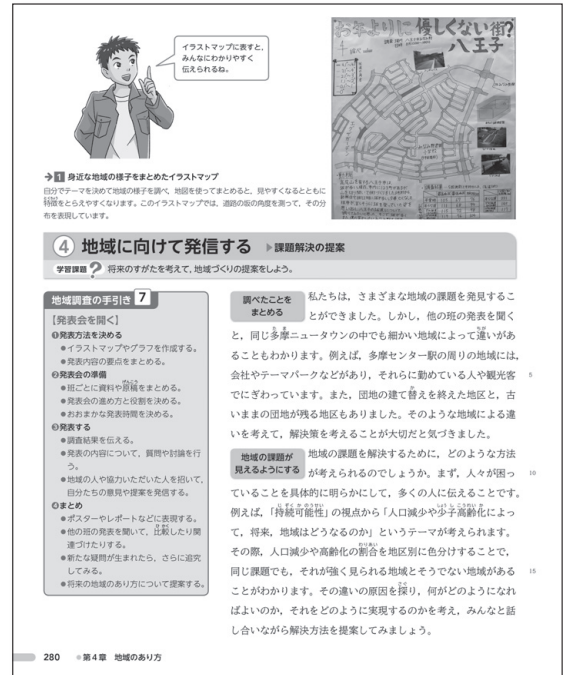 イラストマップに表すと,
みんなにわかりやすく
伝えられるね。
お年よりに優しくない街?
八王子
→1 身近な地域の様子をまとめたイラストマップ
自分でテーマを決めて地域の様子を調べ,地図を使ってまとめると,見やすくなるとともに
特徴をとらえやすくなります。このイラストマップでは,道路の坂の角度を測って,その分
布を表現しています。
④ 地域に向けて発信する ▶課題解決の提案
学習課題? 将来のすがたを考えて,地域づくりの提案をしよう。
地域調査の手引き 7
【発表会を開く】
❶発表方法を決める
●イラストマップやグラフを作成する。
●発表内容の要点をまとめる。
❷発表会の準備
●班ごとに資料や原稿をまとめる。
●発表会の進め方と役割を決める。
●おおまかな発表時間を決める。
❸発表する
●調査結果を伝える。
●発表の内容について,質問や討論を行
う。
●地域の人や協力いただいた人を招いて,
自分たちの意見や提案を発信する。
❹まとめ
●ポスターやレポートなどに表現する。
●他の班の発表を聞いて,比較したり関
連づけたりする。
●新たな疑問が生まれたら,さらに追究
してみる。
●将来の地域のあり方について提案する。
調べたことを
まとめる
私たちは,さまざまな地域の課題を発見するこ
とができました。しかし,他の班の発表を聞く
と,同じ多摩ニュータウンの中でも細かい地域によって違いがあ
ることもわかります。例えば,多摩センター駅の周りの地域には,
会社やテーマパークなどがあり,それらに勤めている人や観光客 5
でにぎわっています。また,団地の建て替えを終えた地区と,古
いままの団地が残る地区もありました。そのような地域による違
いを考えて,解決策を考えることが大切だと気づきました。
地域の課題が
見えるようにする
地域の課題を解決するために,どのような方法
が考えられるのでしょうか。まず,人々が困っ 10
ていることを具体的に明らかにして,多くの人に伝えることです。
例えば,「持続可能性」の視点から「人口減少や少子高齢化によっ
て,将来,地域はどうなるのか」というテーマが考えられます。
その際,人口減少や高齢化の割合を地区別に色分けすることで,
同じ課題でも,それが強く見られる地域とそうでない地域がある 15
ことがわかります。その違いの原因を探り,何がどのようになれ
ばよいのか,それをどのように実現するのかを考え,みんなと話
し合いながら解決方法を提案してみましょう。
280 ●第4章 地域のあり方